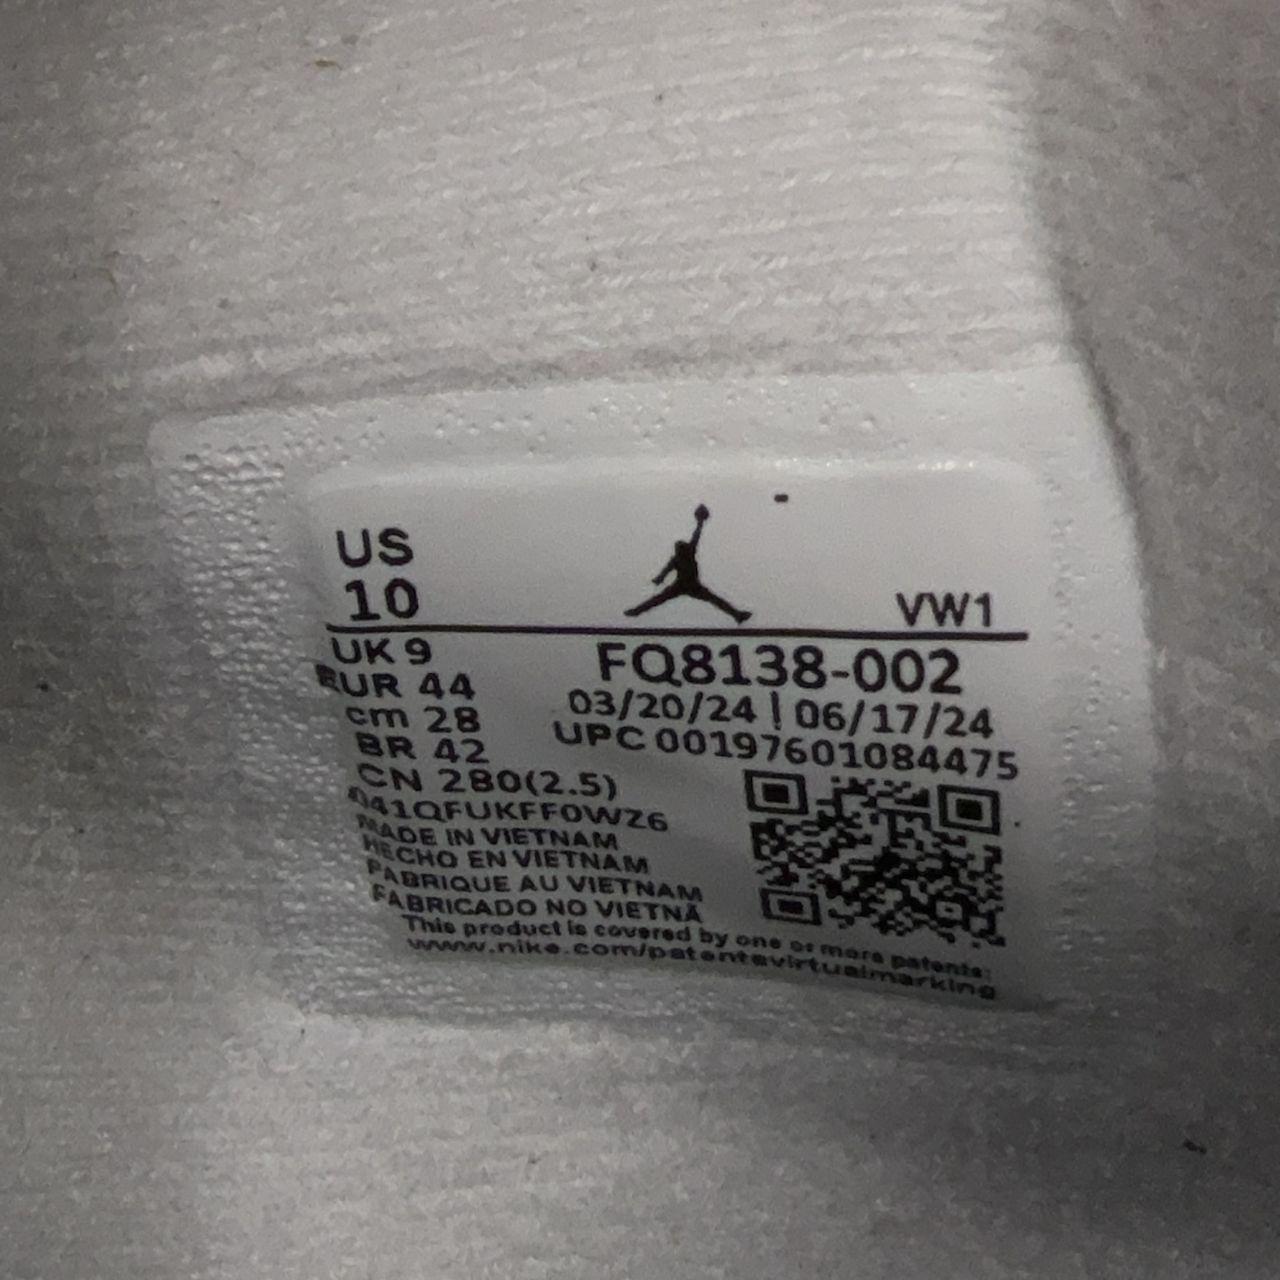 US
10
VW1
UK 9
EUR 44
cm 28
BR 42
CN 280(2.5)
FQ8138-002
03/20/24 | 06/17/24
UPC 00197601084475
041QFUKFF0WZ6
MADE IN VIETNAM
HECHO EN VIETNAM
FABRIQUE AU VIETNAM
FABRICADO NO VIETNÃ
This product is covered by one or more patents:
www.nike.com/patentsvirtualmarking